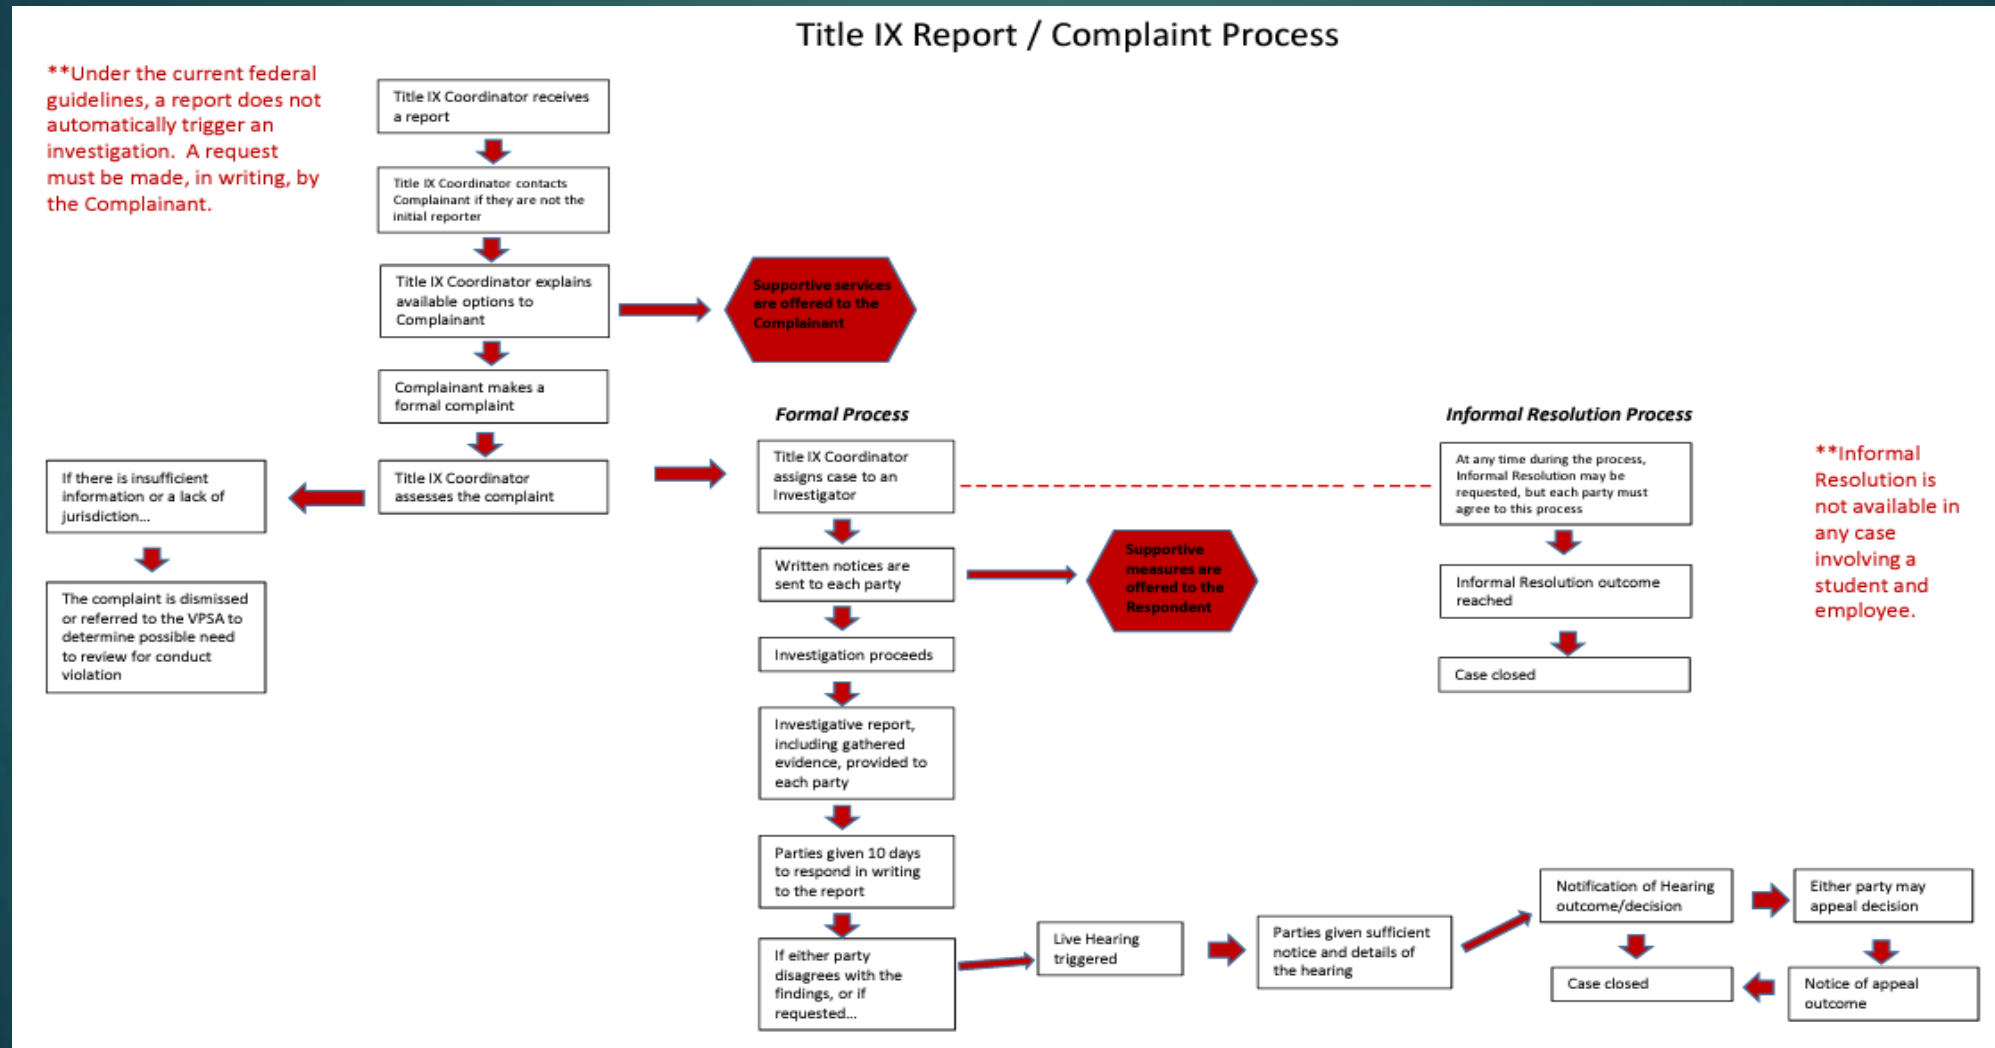 Title IX Report / Complaint Process
**Under the current federal
guidelines, a report does not
automatically trigger an
investigation.  A request
must be made, in writing, by
the Complainant.
Title IX Coordinator receives
a report
Title IX Coordinator contacts
Complainant if they are not the
initial reporter
Title IX Coordinator explains
available options to
Complainant
Supportive services
are offered to the
Complainant
Complainant makes a
formal complaint
Title IX Coordinator
assesses the complaint
If there is insufficient
information or a lack of
jurisdiction...
The complaint is dismissed
or referred to the VPSA to
determine possible need
to review for conduct
violation
Formal Process
Title IX Coordinator
assigns case to an
Investigator
Written notices are
sent to each party
Supportive
measures are
offered to the
Respondent
Investigation proceeds
Investigative report,
including gathered
evidence, provided to
each party
Parties given 10 days
to respond in writing
to the report
If either party
disagrees with the
findings, or if
requested...
Live Hearing
triggered
Parties given sufficient
notice and details of
the hearing
Notification of Hearing
outcome/decision
Either party may
appeal decision
Case closed
Notice of appeal
outcome
Informal Resolution Process
At any time during the process,
Informal Resolution may be
requested, but each party must
agree to this process
Informal Resolution outcome
reached
Case closed
**Informal
Resolution is
not available in
any case
involving a
student and
employee.